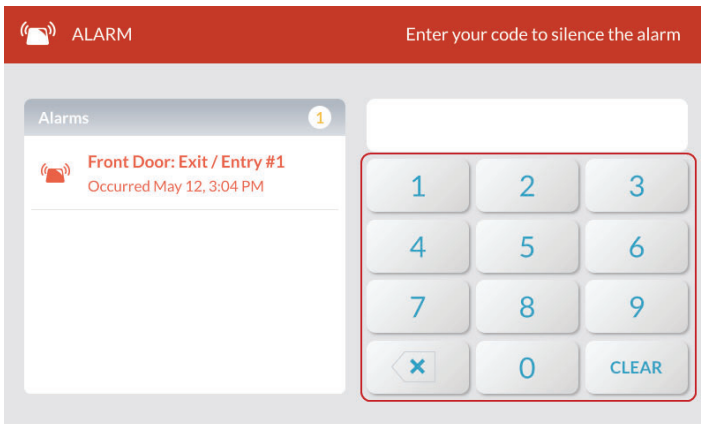 ALARM
Enter your code to silence the alarm
Alarms 1
Front Door: Exit / Entry #1
Occurred May 12, 3:04 PM
1 2 3
4 5 6
7 8 9
0 CLEAR